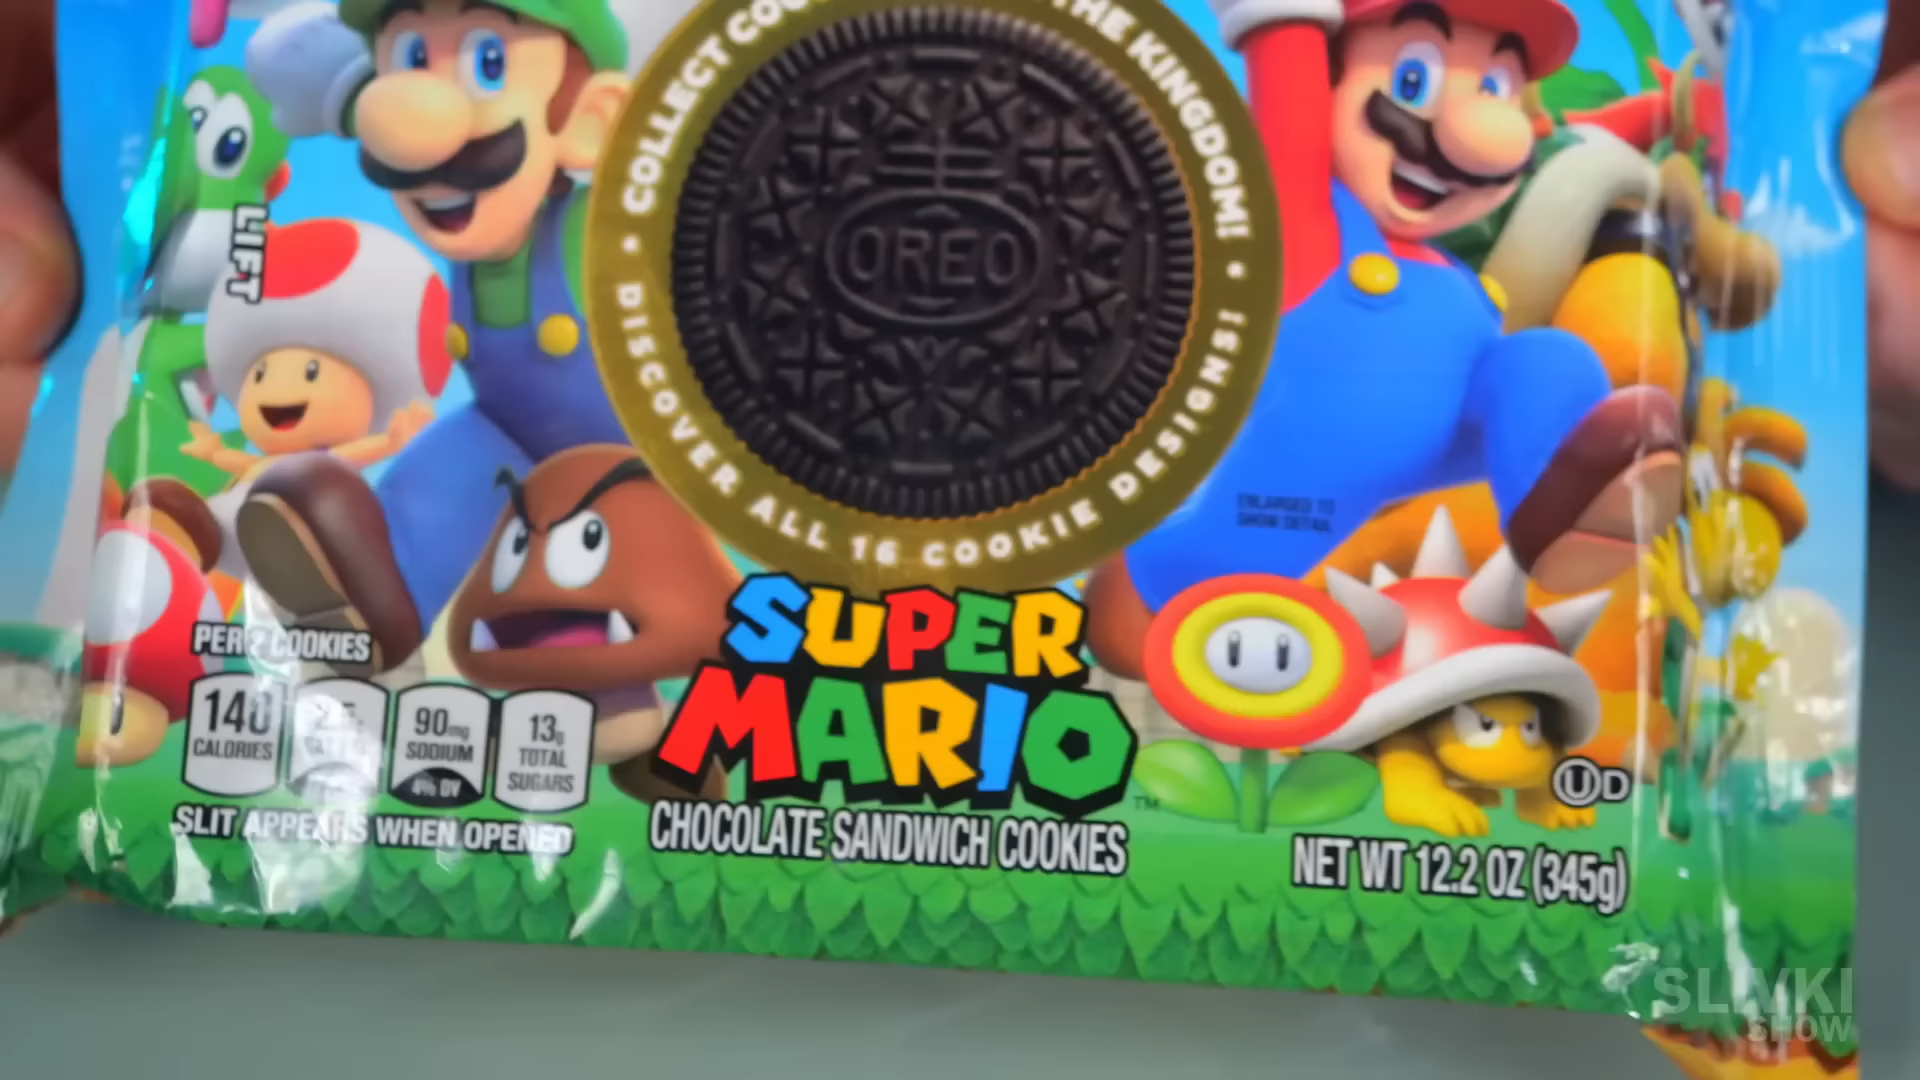 COLLECT
THE KINGDOM!
OREO
DISCOVER ALL 16 COOKIE DESIGNS!
LIFT
ENLARGED TO
SHOW DETAIL
SUPER
MARIO
TM
CHOCOLATE SANDWICH COOKIES
PER 2 COOKIES
140
CALORIES
90mg
SODIUM
4% DV
13g
TOTAL
SUGARS
SLIT APPEARS WHEN OPENED
U D
NET WT 12.2 OZ (345g)
SLIVKI
SHOW